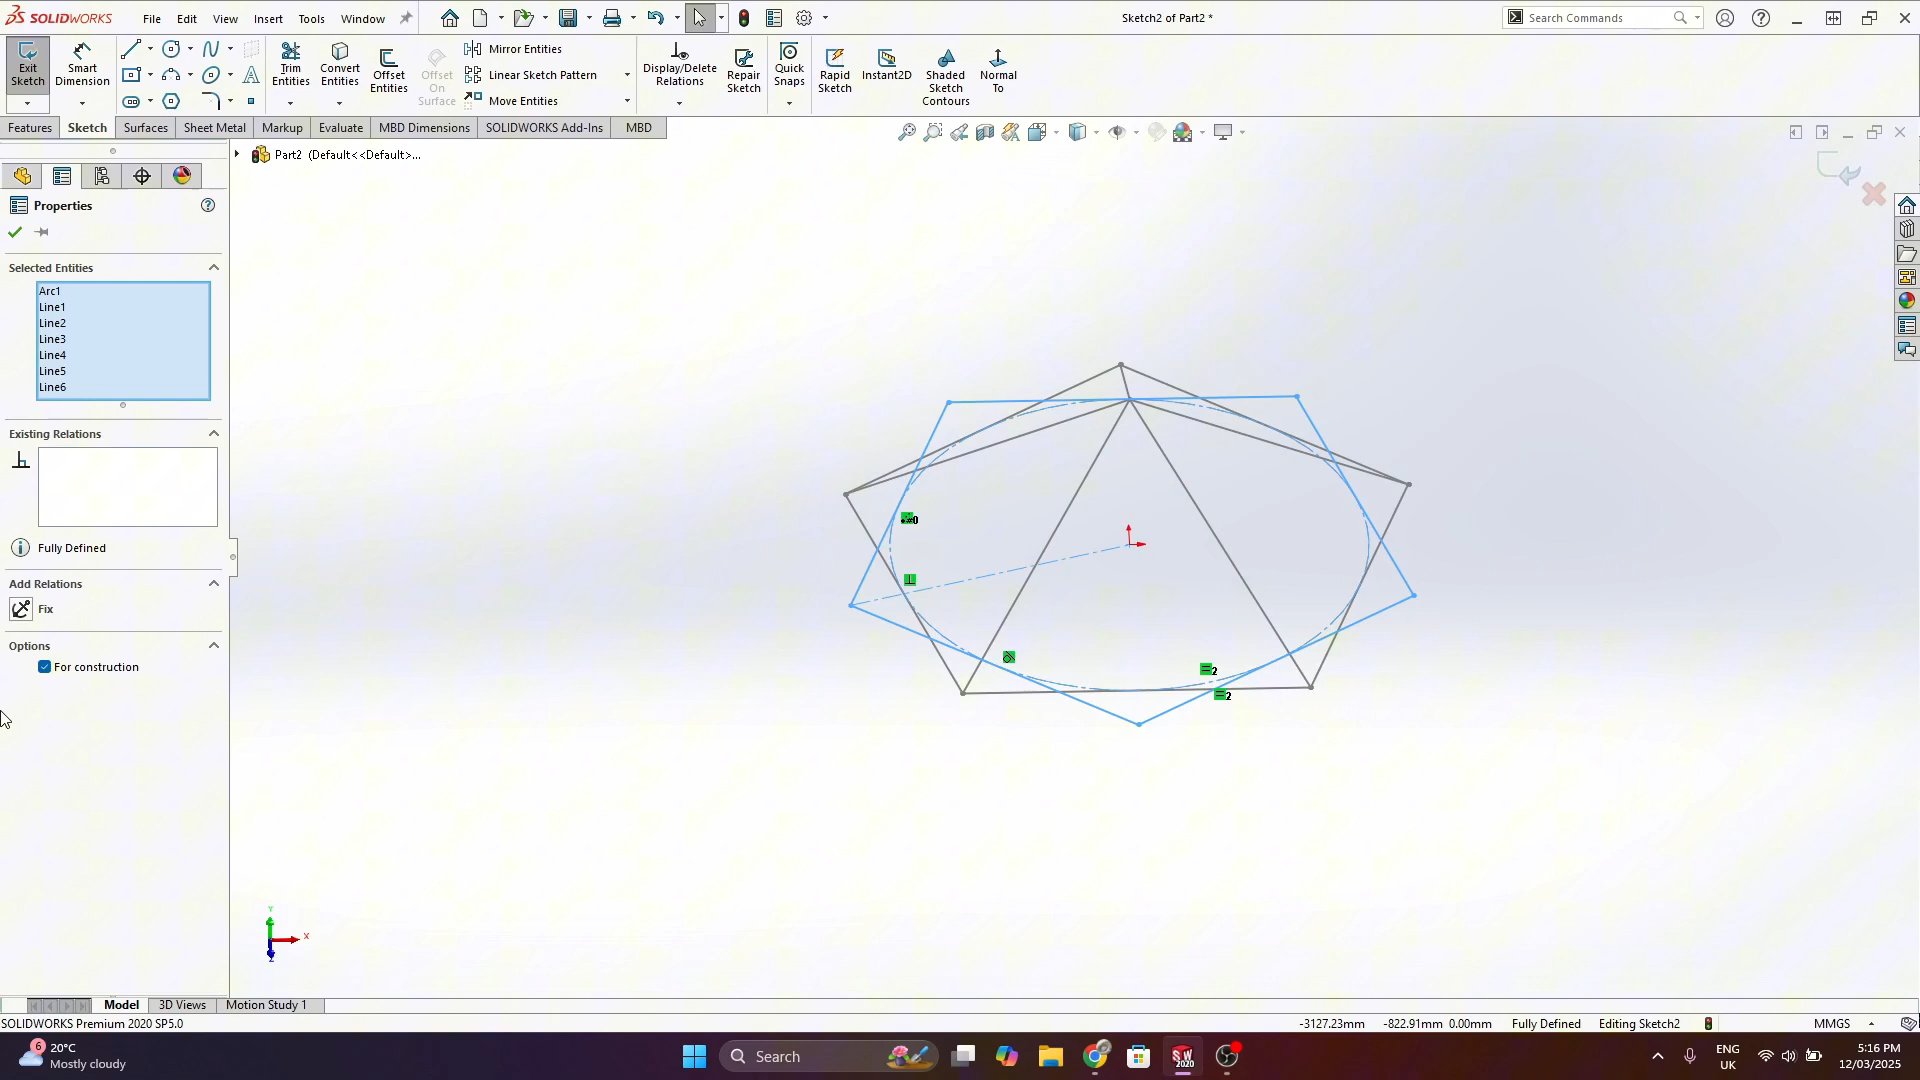 SOLIDWORKS File Edit View Insert Tools Window Sketch2 of Part2 * Search Commands
Exit Sketch
Smart Dimension
Trim Entities
Convert Entities
Offset Entities
Offset On Surface
Mirror Entities
Linear Sketch Pattern
Move Entities
Display/Delete Relations
Repair Sketch
Quick Snaps
Rapid Sketch
Instant2D
Shaded Sketch Contours
Normal To
Features Sketch Surfaces Sheet Metal Markup Evaluate MBD Dimensions SOLIDWORKS Add-Ins MBD
Part2 (Default<<Default>...
Properties
Selected Entities
Arc1
Line1
Line2
Line3
Line4
Line5
Line6
Existing Relations
Fully Defined
Add Relations
Fix
Options
For construction
0
2
2
Y
X
Z
Model 3D Views Motion Study 1
SOLIDWORKS Premium 2020 SP5.0 -3127.23mm -822.91mm 0.00mm Fully Defined Editing Sketch2 MMGS
6
20°C
Mostly cloudy
Search
SW
2020
ENG
UK
5:16 PM
12/03/2025